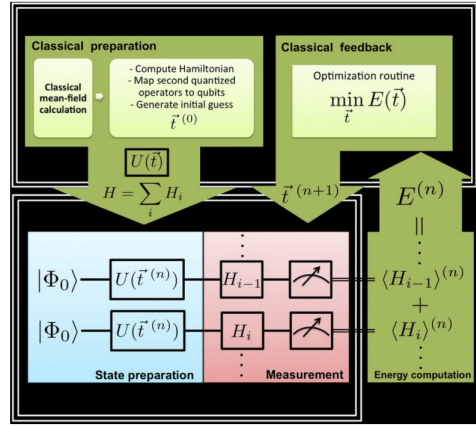 Classical preparation
Classical
mean-field
calculation
- Compute Hamiltonian
- Map second quantized
operators to qubits
- Generate initial guess
t⃗ (0)
Classical feedback
Optimization routine
min E(t⃗)
t⃗
U(t⃗)
H = ∑ Hᵢ
i
t⃗ (n+1)
E(n)
=
|Φ₀⟩ U(t⃗ (n)) Hᵢ₋₁ ⟨Hᵢ₋₁⟩(n)
+
|Φ₀⟩ U(t⃗ (n)) Hᵢ ⟨Hᵢ⟩(n)
State preparation
Measurement
Energy computation